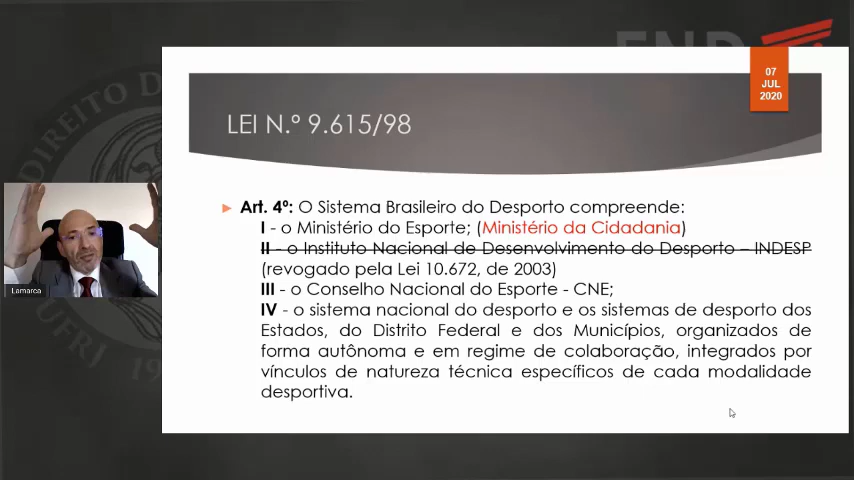 07
JUL
2020
LEI N.º 9.615/98
Art. 4º: O Sistema Brasileiro do Desporto compreende:
I - o Ministério do Esporte; (Ministério da Cidadania)
II - o Instituto Nacional de Desenvolvimento do Desporto – INDESP
(revogado pela Lei 10.672, de 2003)
III - o Conselho Nacional do Esporte - CNE;
IV - o sistema nacional do desporto e os sistemas de desporto dos
Estados, do Distrito Federal e dos Municípios, organizados de
forma autônoma e em regime de colaboração, integrados por
vínculos de natureza técnica específicos de cada modalidade
desportiva.
Lamarca
DIREITO D
UFRJ